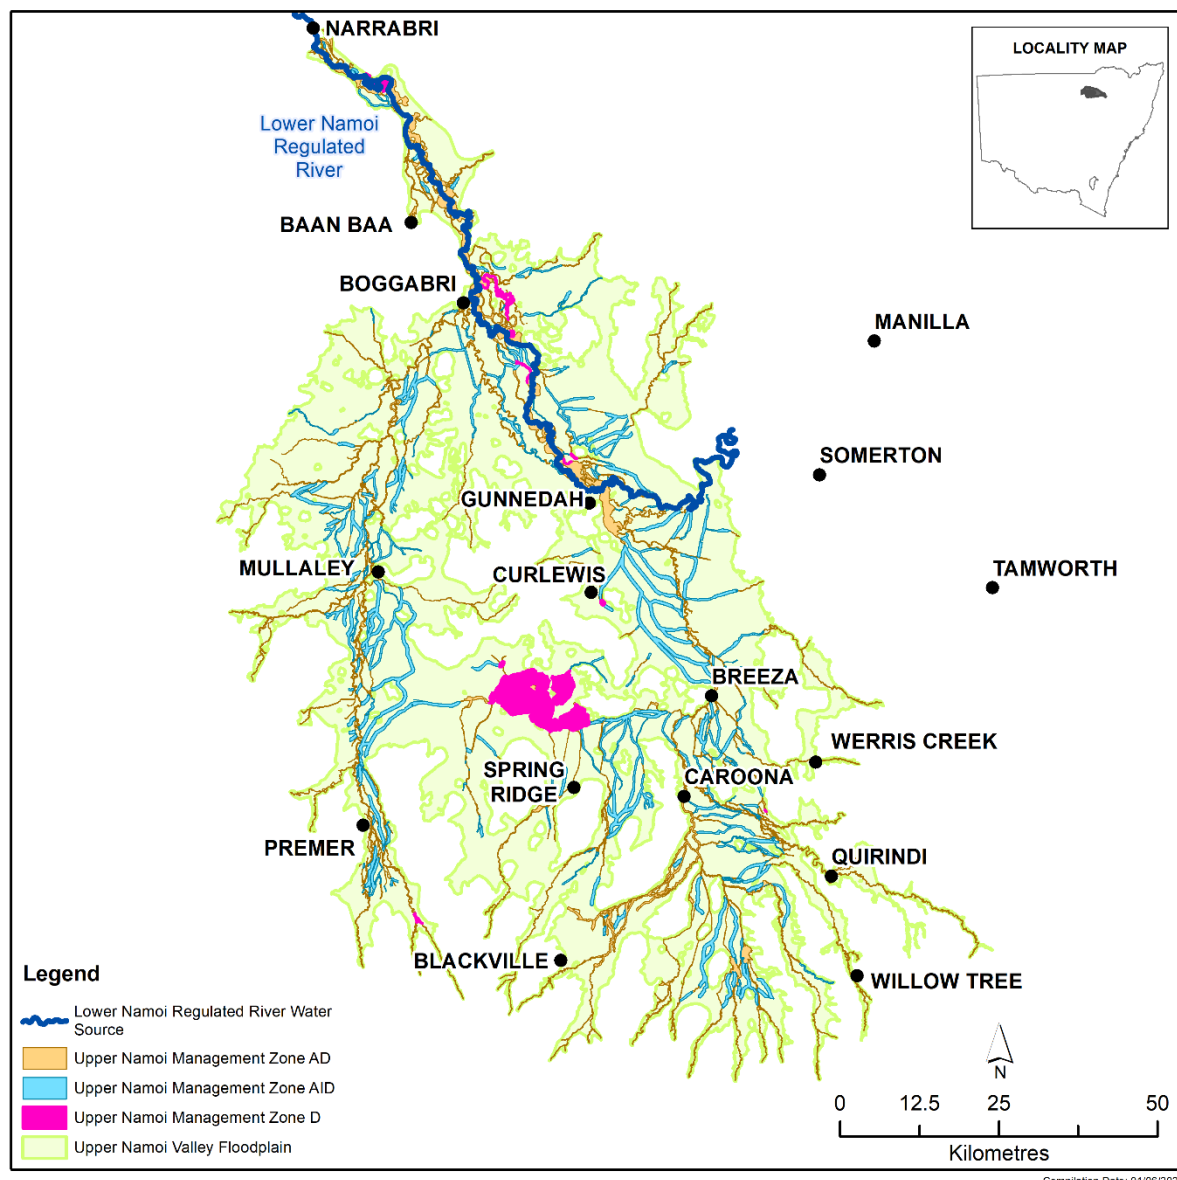 NARRABRI
LOCALITY MAP
Lower Namoi
Regulated
River
BAAN BAA
BOGGABRI
MANILLA
SOMERTON
GUNNEDAH
MULLALEY
CURLEWIS
TAMWORTH
BREEZA
WERRIS CREEK
SPRING
RIDGE
CAROONA
PREMER
QUIRINDI
BLACKVILLE
WILLOW TREE
Legend
Lower Namoi Regulated River Water
Source
Upper Namoi Management Zone AD
Upper Namoi Management Zone AID
Upper Namoi Management Zone D
Upper Namoi Valley Floodplain
N
0 12.5 25 50
Kilometres